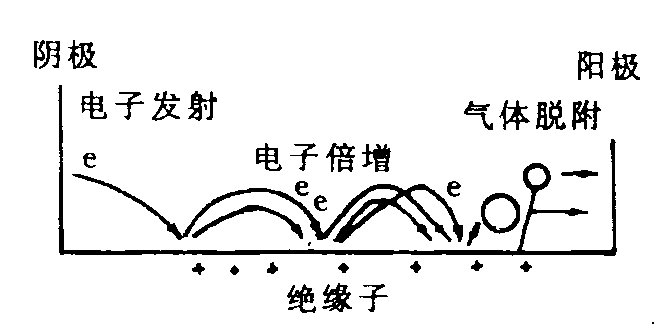 阴极
阳极
电子发射
气体脱附
e
电子倍增
e
e
e
+ + + + + + +
绝缘子